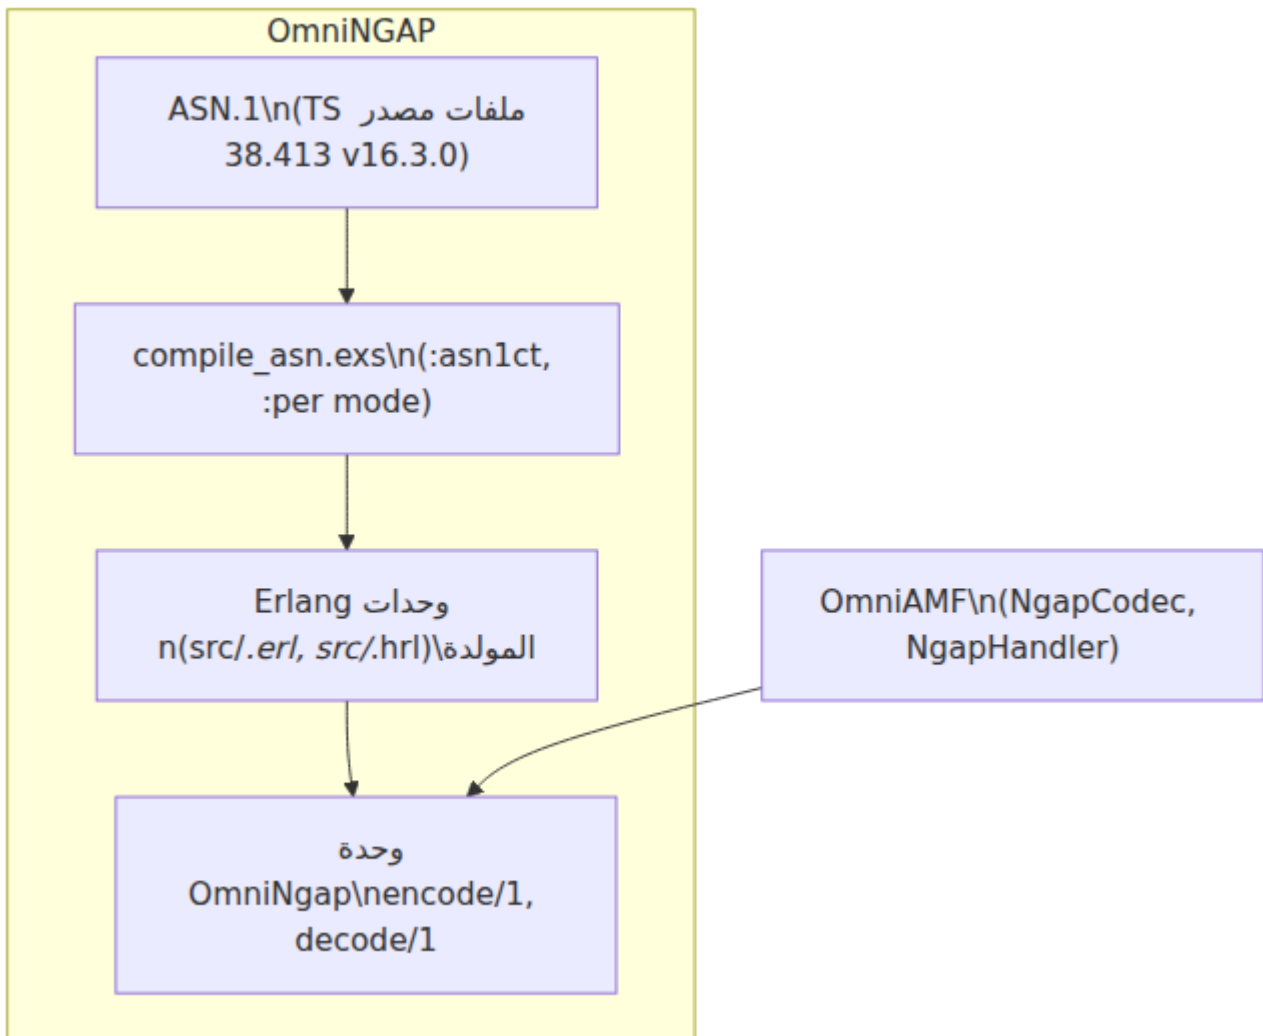 OmniNGAP
ملفات مصدر ASN.1\n(TS
38.413 v16.3.0)
compile_asn.exs\n(:asn1ct,
:per mode)
وحدات Erlang
المولدة\n(src/.erl, src/.hrl)
OmniAMF\n(NgapCodec,
NgapHandler)
وحدة
OmniNgap\nencode/1,
decode/1